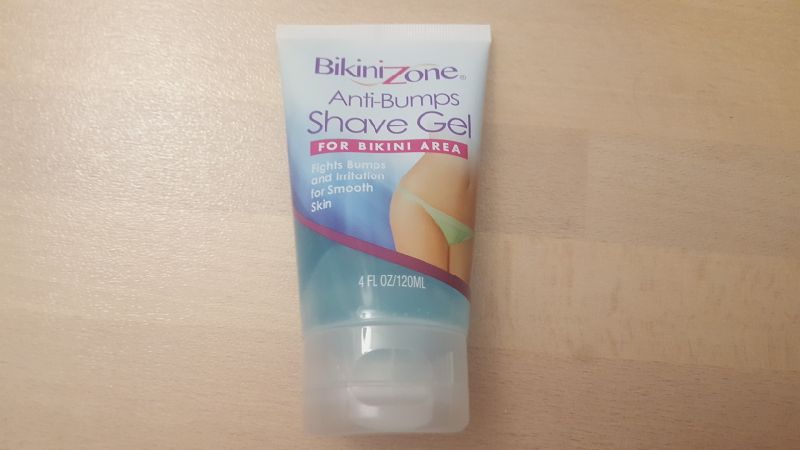 BikiniZone®
Anti-Bumps
Shave Gel
FOR BIKINI AREA
Fights Bumps
and Irritation
for Smooth
Skin
4 FL OZ/120ML